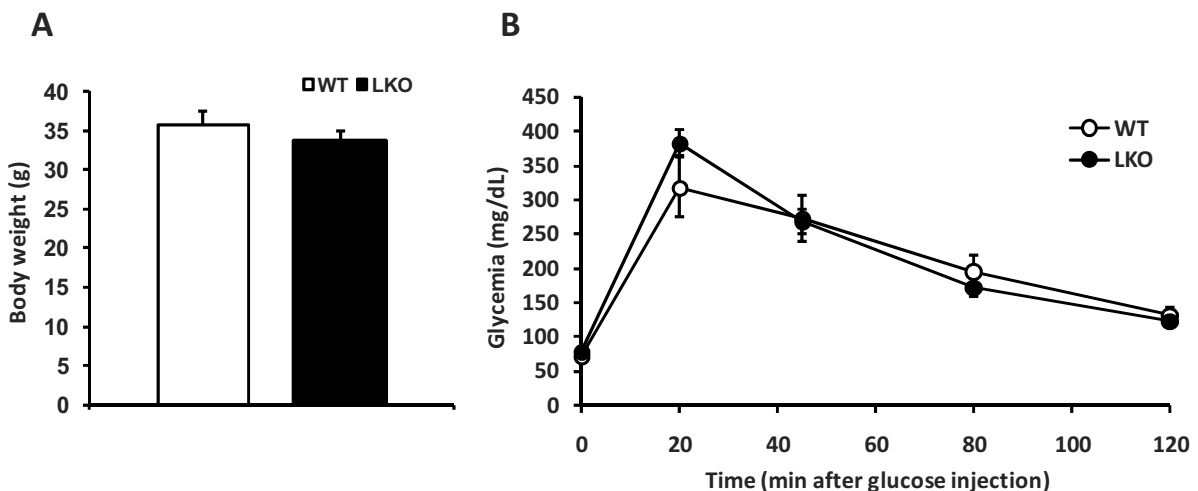 A
B
WT LKO
40
35
30
25
20
15
10
5
0
Body weight (g)
450
400
350
300
250
200
150
100
50
0
Glycemia (mg/dL)
WT
LKO
0 20 40 60 80 100 120
Time (min after glucose injection)